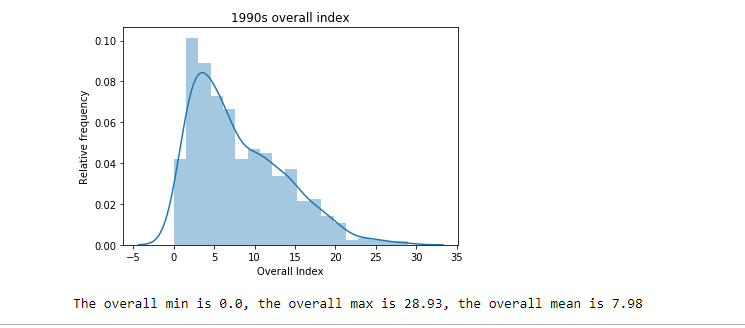 1990s overall index
0.10
0.08
0.06
0.04
0.02
0.00
Relative frequency
−5 0 5 10 15 20 25 30 35
Overall Index
The overall min is 0.0, the overall max is 28.93, the overall mean is 7.98